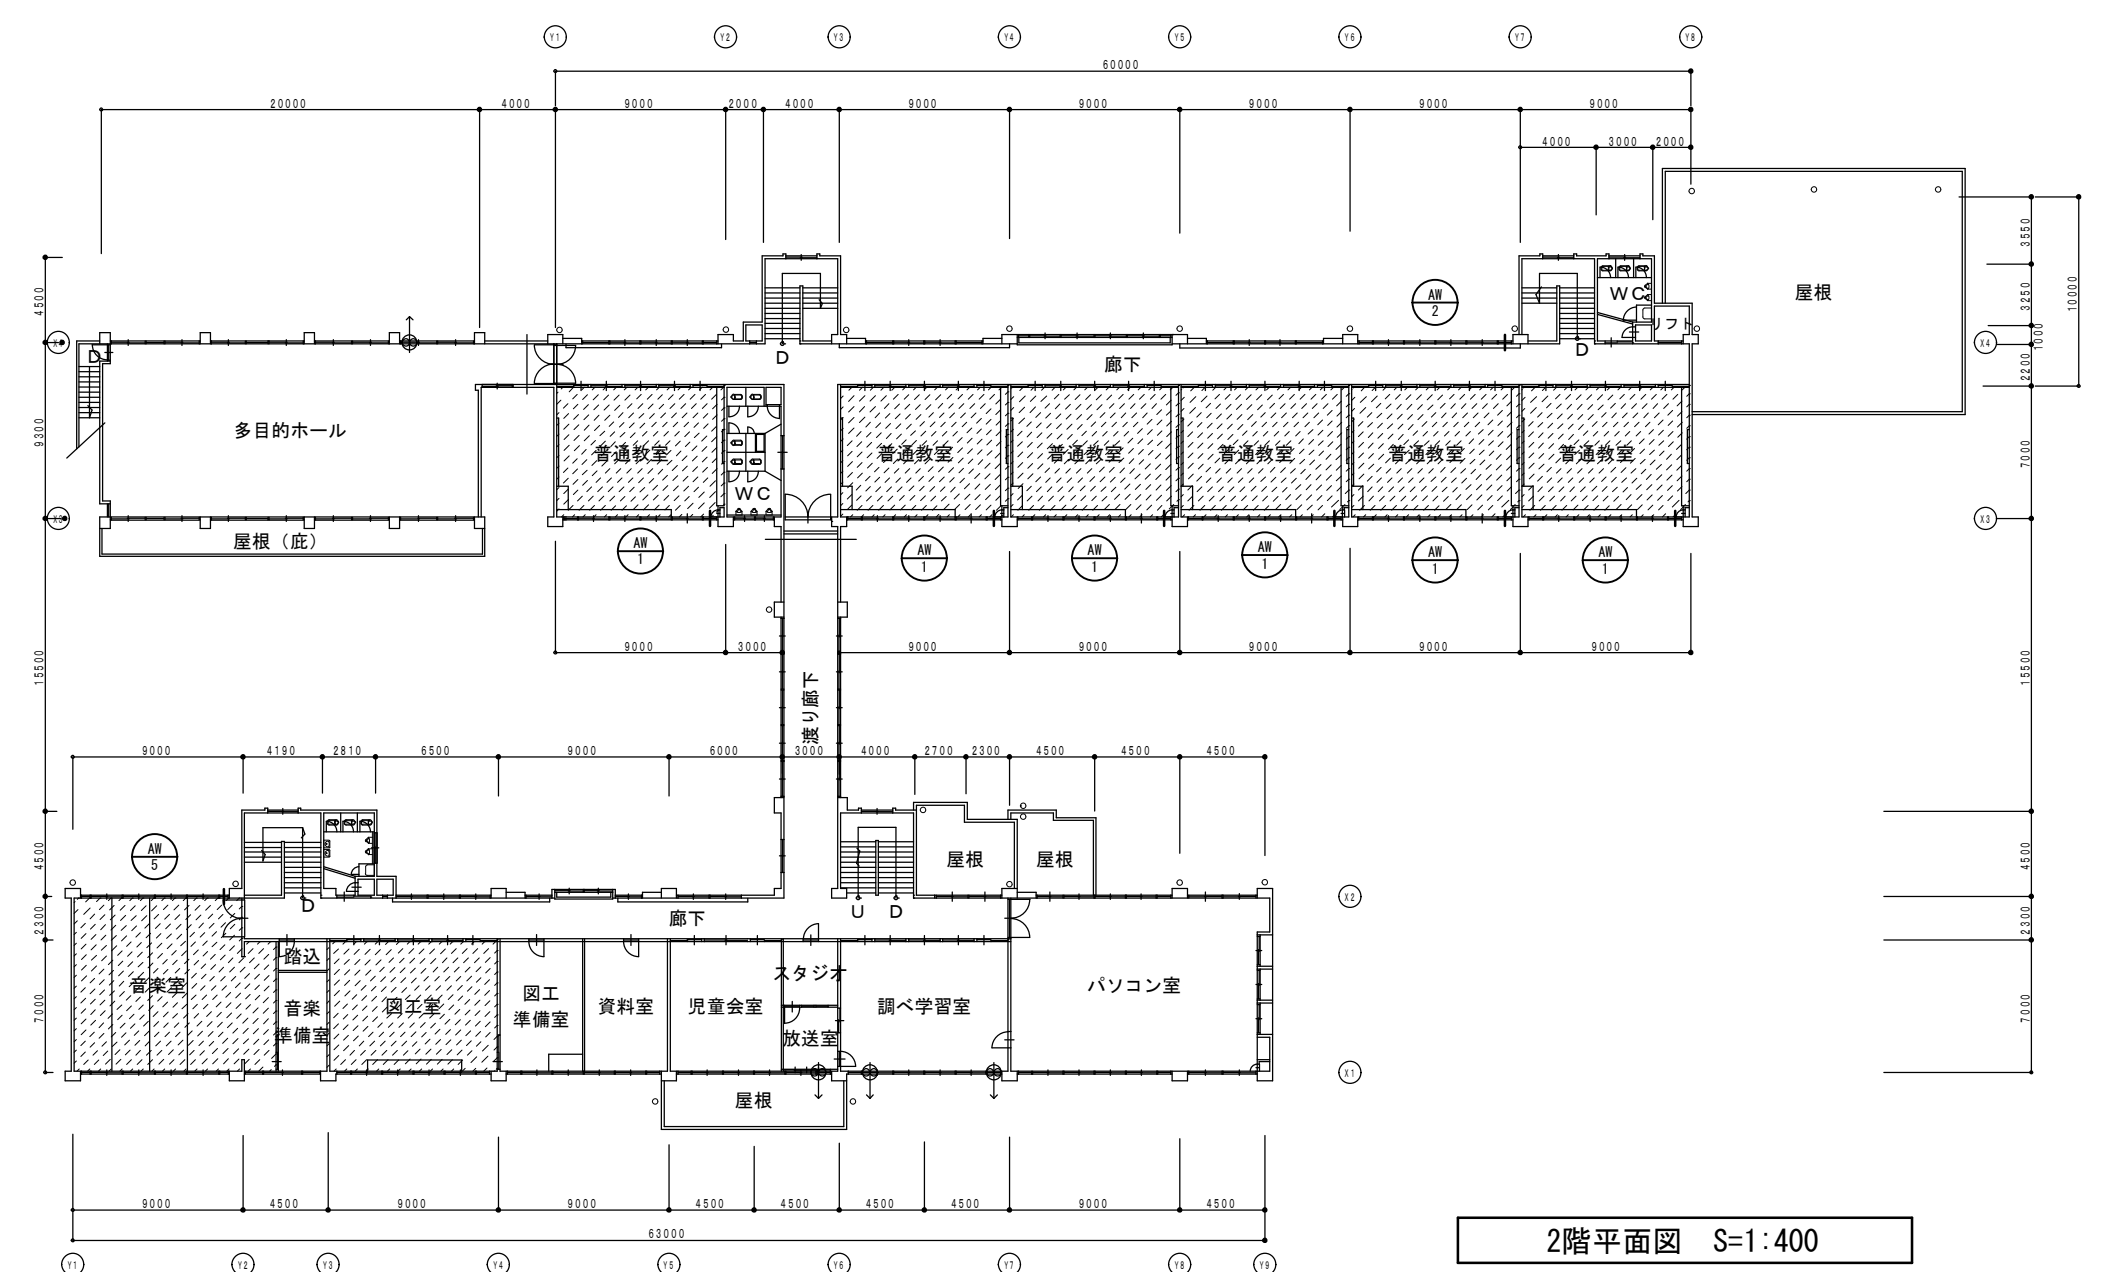 Y1 Y2 Y3 Y4 Y5 Y6 Y7 Y8
60000
20000 4000 9000 2000 4000 9000 9000 9000 9000 9000
4000 3000 2000
3550
3250
10000
1000
2200
7000
15500
4500
2300
7000
4500
9300
15500
4500
2300
7000
屋根
AW
2
WC
リフト
X4
D
D
D
廊下
X4
多目的ホール
普通教室
普通教室
普通教室
普通教室
普通教室
普通教室
WC
X3
X3
屋根(庇)
AW
1
AW
1
AW
1
AW
1
AW
1
AW
1
9000 3000 9000 9000 9000 9000 9000
渡り廊下
9000 4190 2810 6500 9000 6000 3000 4000 2700 2300 4500 4500 4500
AW
5
屋根
屋根
X2
D
U D
廊下
踏込
音楽室
音楽
準備室
図工室
図工
準備室
資料室
児童会室
スタジオ
放送室
調べ学習室
パソコン室
X1
屋根
9000 4500 9000 9000 4500 4500 4500 4500 9000 4500
63000
Y1 Y2 Y3 Y4 Y5 Y6 Y7 Y8 Y9
2階平面図 S=1:400